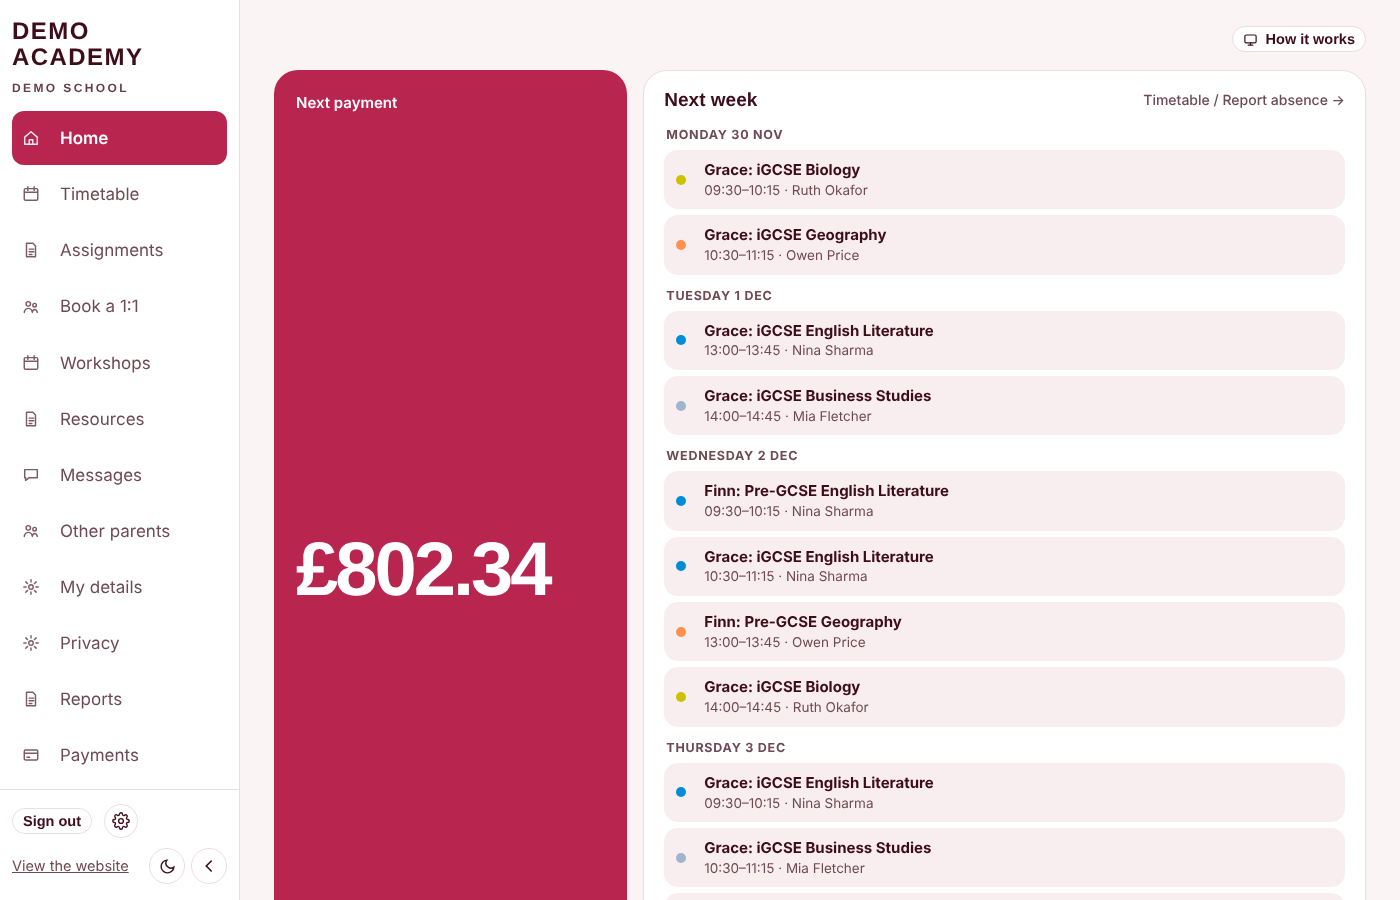 DEMO
ACADEMY
DEMO SCHOOL
Home
Timetable
Assignments
Book a 1:1
Workshops
Resources
Messages
Other parents
My details
Privacy
Reports
Payments
Sign out
View the website
How it works
Next payment
£802.34
Next week
Timetable / Report absence →
MONDAY 30 NOV
Grace: iGCSE Biology
09:30–10:15 · Ruth Okafor
Grace: iGCSE Geography
10:30–11:15 · Owen Price
TUESDAY 1 DEC
Grace: iGCSE English Literature
13:00–13:45 · Nina Sharma
Grace: iGCSE Business Studies
14:00–14:45 · Mia Fletcher
WEDNESDAY 2 DEC
Finn: Pre-GCSE English Literature
09:30–10:15 · Nina Sharma
Grace: iGCSE English Literature
10:30–11:15 · Nina Sharma
Finn: Pre-GCSE Geography
13:00–13:45 · Owen Price
Grace: iGCSE Biology
14:00–14:45 · Ruth Okafor
THURSDAY 3 DEC
Grace: iGCSE English Literature
09:30–10:15 · Nina Sharma
Grace: iGCSE Business Studies
10:30–11:15 · Mia Fletcher